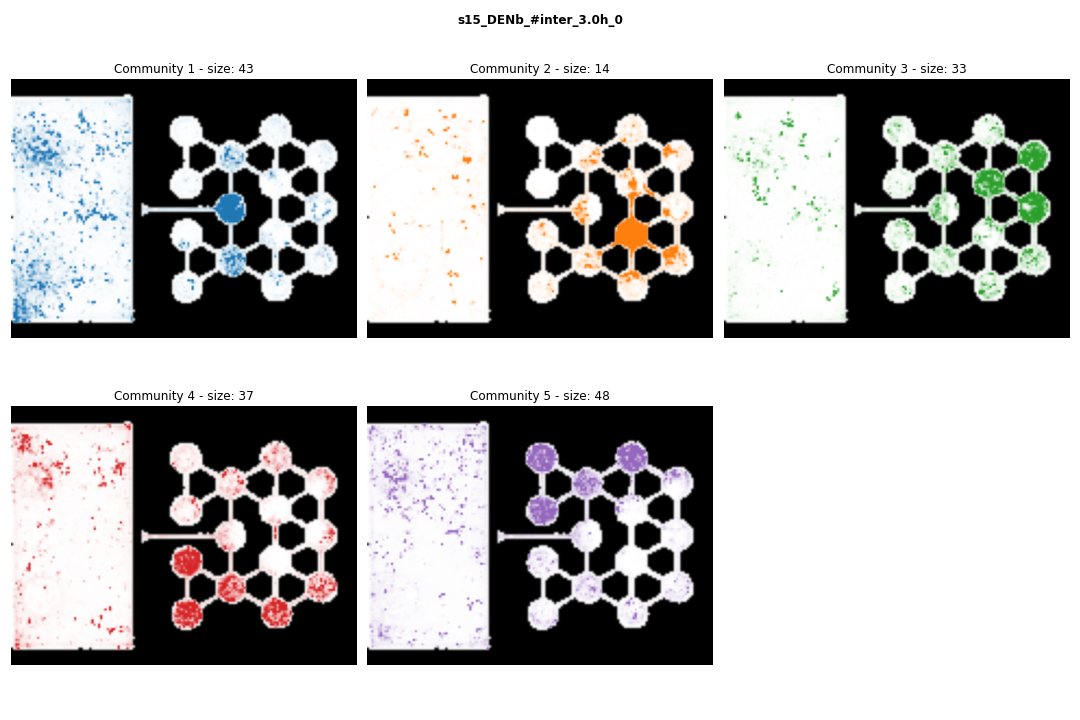 s15_DENb_#inter_3.0h_0
Community 1 - size: 43
Community 2 - size: 14
Community 3 - size: 33
Community 4 - size: 37
Community 5 - size: 48